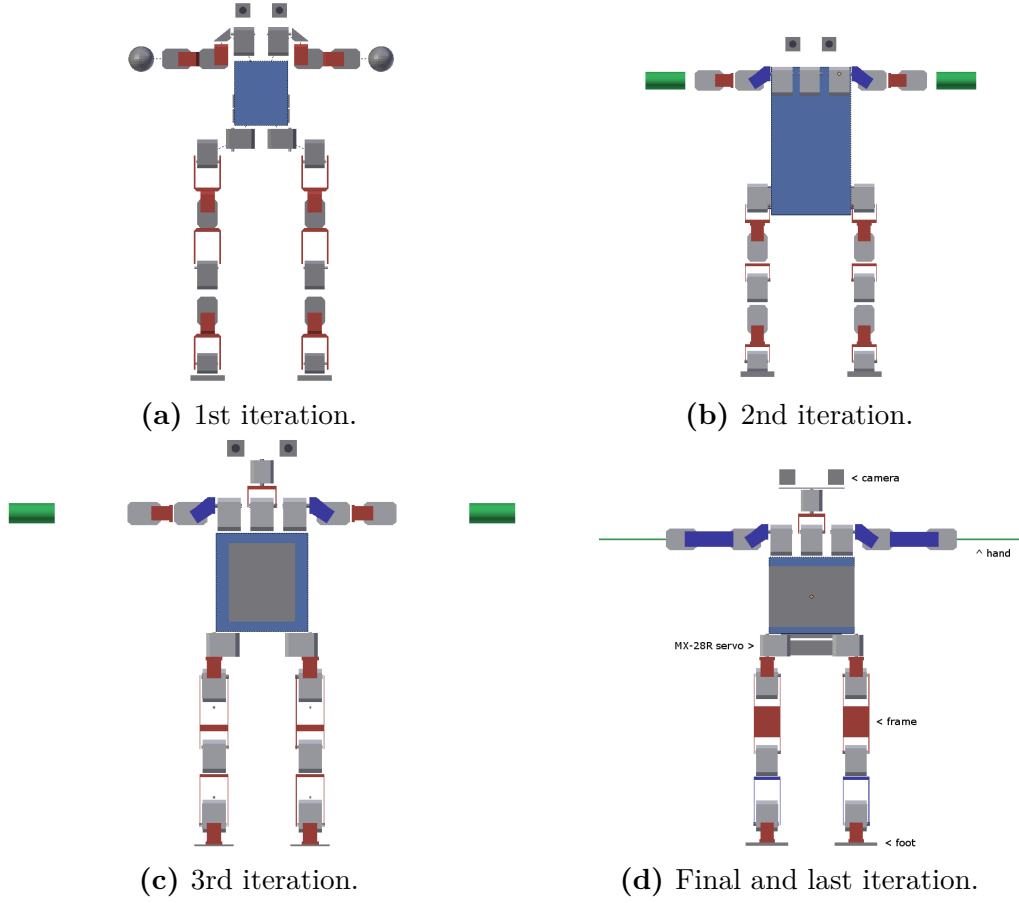 (a) 1st iteration.
(b) 2nd iteration.
< camera
^ hand
MX-28R servo >
< frame
< foot
(c) 3rd iteration.
(d) Final and last iteration.